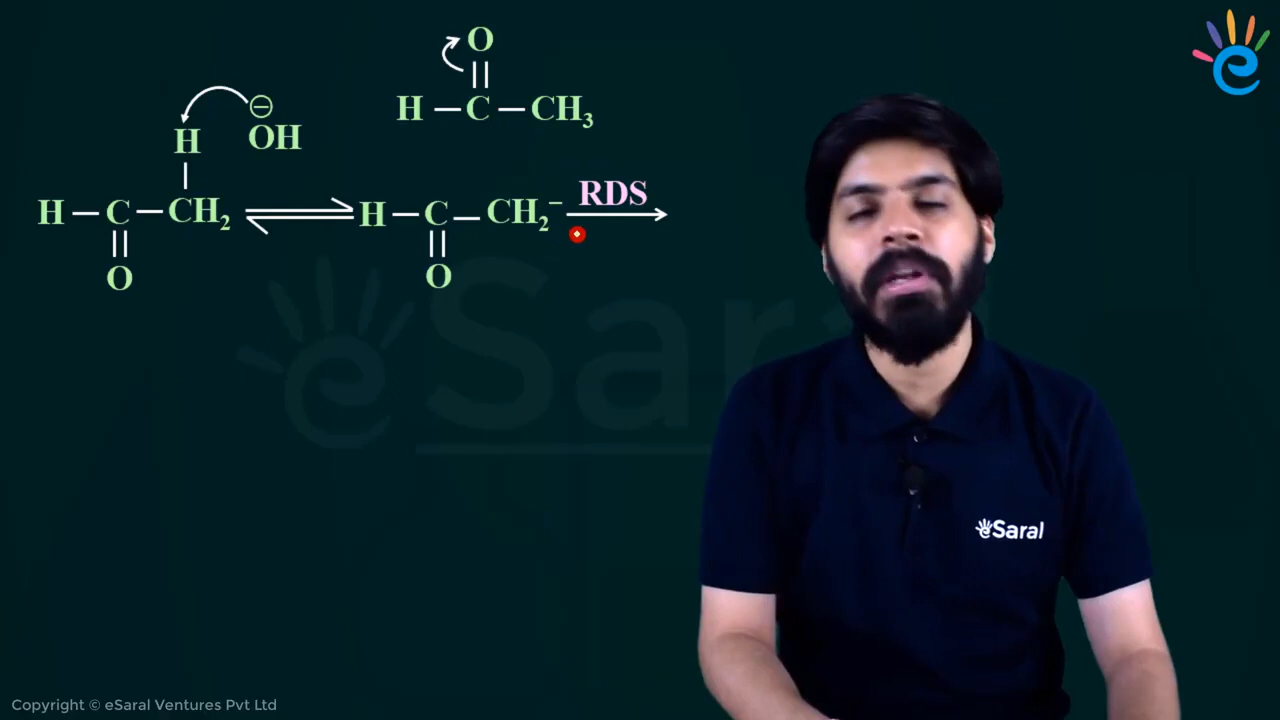 O
H — C — CH3
⊖
OH
H
H — C — CH2 ⇌ H — C — CH2⁻ RDS →
O O
eSaral
eSaral
Copyright © eSaral Ventures Pvt Ltd